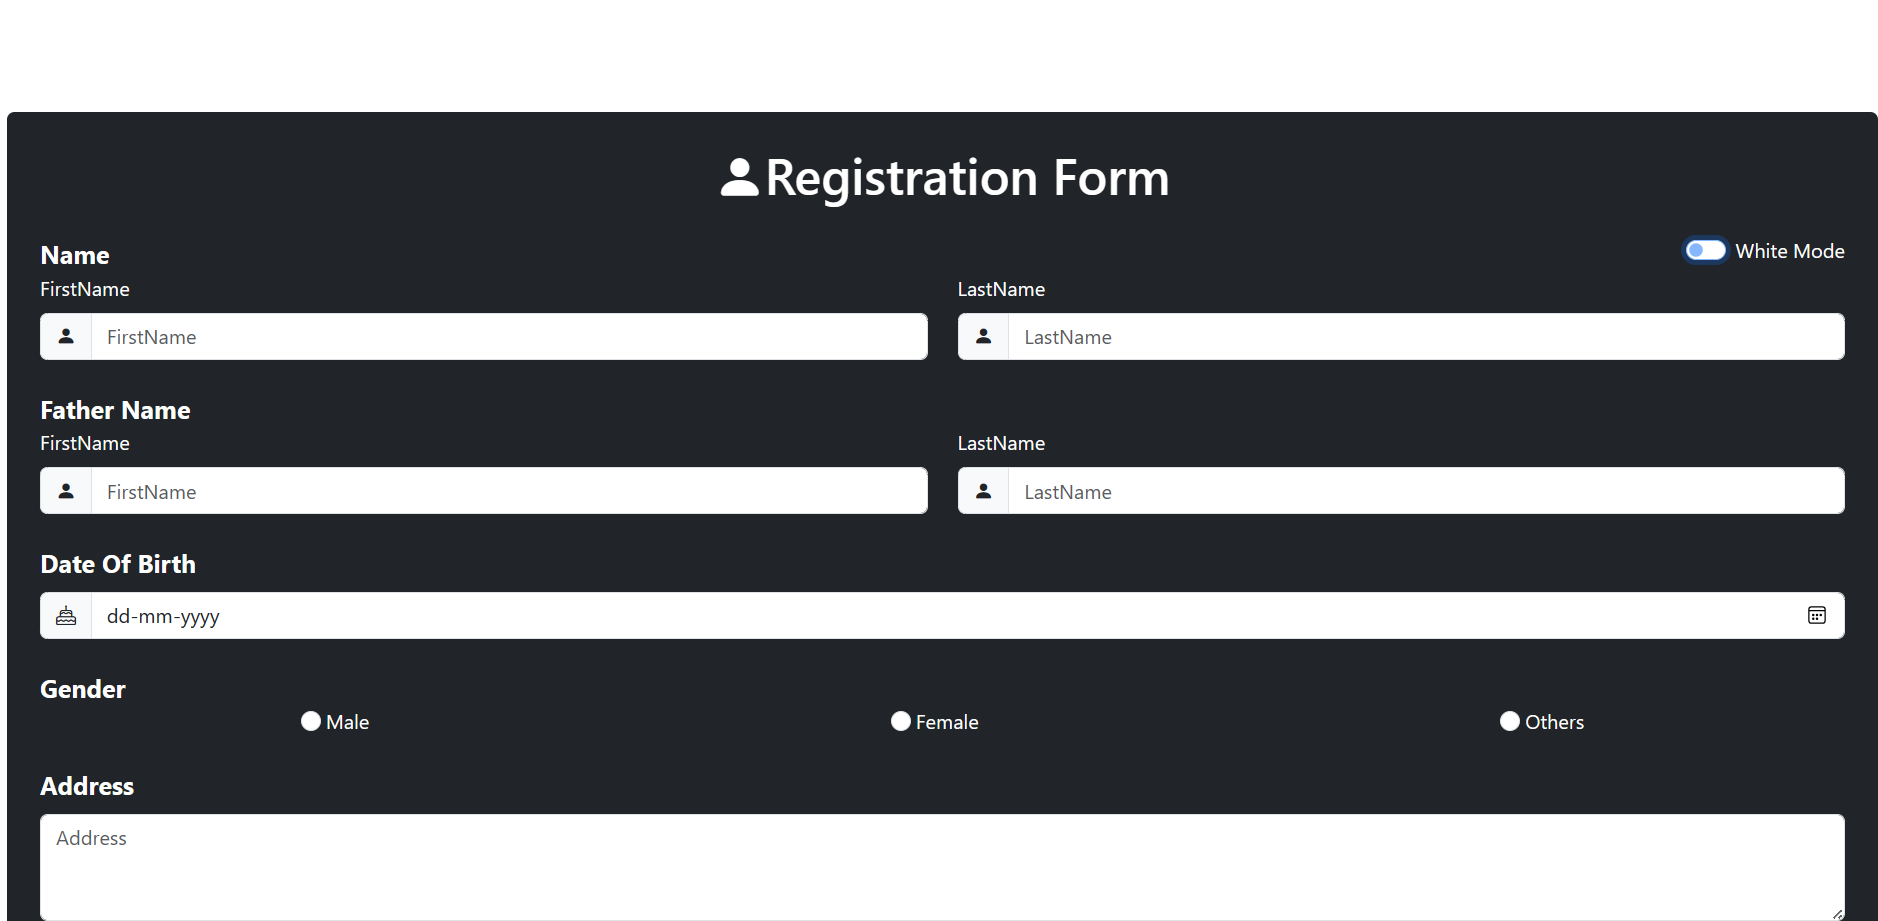 Registration Form
Name
White Mode
FirstName
LastName
FirstName
LastName
Father Name
FirstName
LastName
FirstName
LastName
Date Of Birth
dd-mm-yyyy
Gender
Male
Female
Others
Address
Address